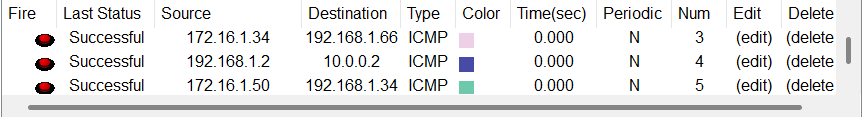 Fire Last Status Source Destination Type Color Time(sec) Periodic Num Edit Delete
Successful 172.16.1.34 192.168.1.66 ICMP 0.000 N 3 (edit) (delete
Successful 192.168.1.2 10.0.0.2 ICMP 0.000 N 4 (edit) (delete
Successful 172.16.1.50 192.168.1.34 ICMP 0.000 N 5 (edit) (delete